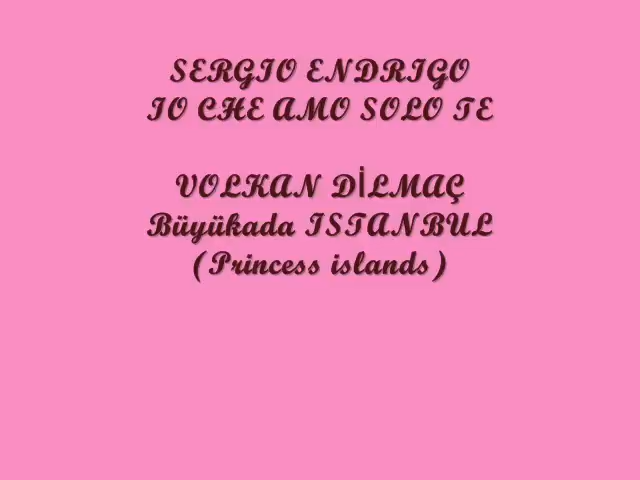 SERGIO ENDRIGO
IO CHE AMO SOLO TE
VOLKAN DİLMAÇ
Büyükada ISTANBUL
(Princess islands)